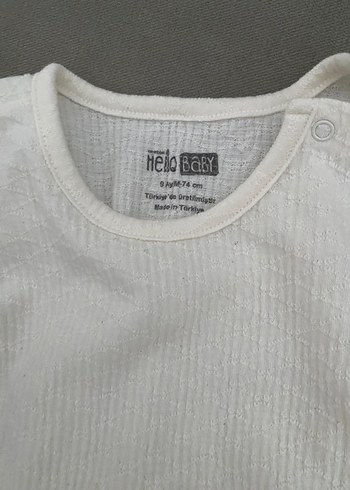 Hello BABY
9 Ay/M-74 cm
Türkiye'de üretilmiştir.
Made in Türkiye